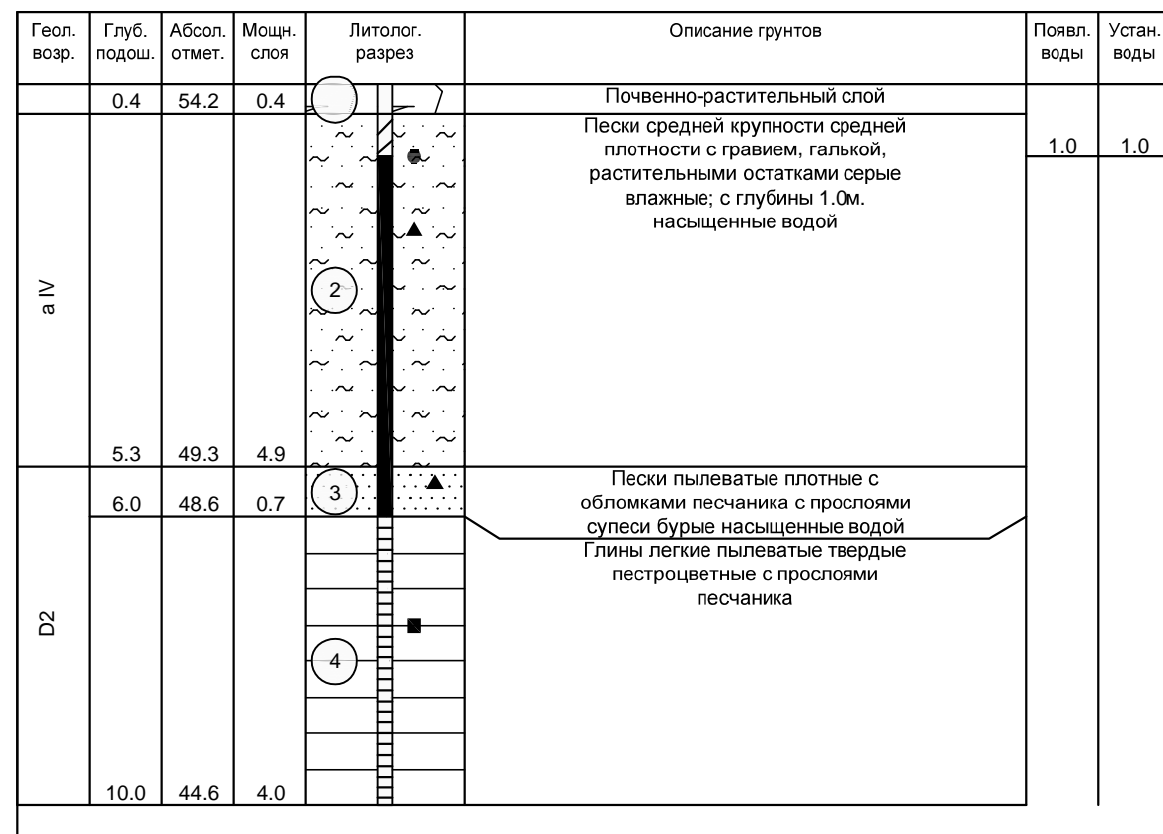 Геол. возр.
Глуб. подош.
Абсол. отмет.
Мощн. слоя
Литолог. разрез
Описание грунтов
Появл. воды
Устан. воды
0.4 54.2 0.4 Почвенно-растительный слой
Пески средней крупности средней
плотности с гравием, галькой,
растительными остатками серые
влажные; с глубины 1.0м.
насыщенные водой
1.0 1.0
a IV
2
5.3 49.3 4.9
Пески пылеватые плотные с
обломками песчаника с прослоями
супеси бурые насыщенные водой
6.0 48.6 0.7
3
Глины легкие пылеватые твердые
пестроцветные с прослоями
песчаника
D2
4
10.0 44.6 4.0